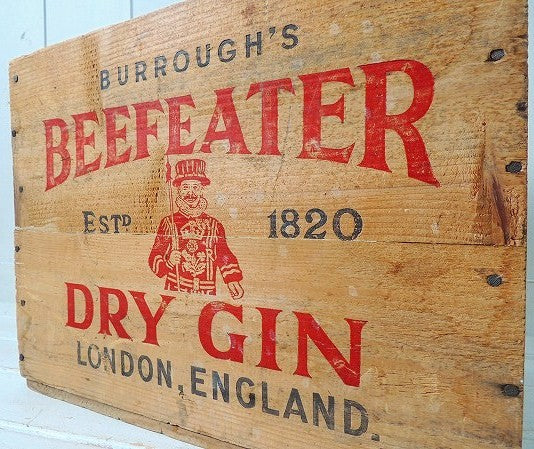 BURROUGH'S
BEEFEATER
ESTD 1820
DRY GIN
LONDON, ENGLAND.